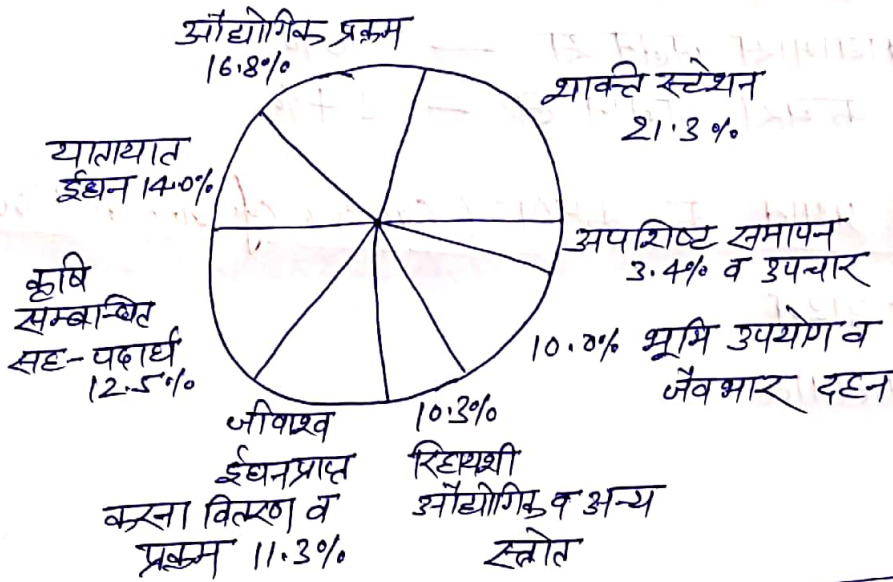 औद्योगिक प्रक्रम
16.8%
शक्ति स्टेशन
21.3%
यातायात
ईंधन 14.0%
अपशिष्ट समापन
3.4% व उपचार
कृषि
सम्बान्धित
सह-पदार्थ
12.5%
10.0% भूमि उपयोग व
जैवभार दहन
जीवाश्व
ईंधनप्राप्त
करना वितरण व
प्रक्रम 11.3%
10.3%
रिहायशी
औद्योगिक व अन्य
स्त्रोत